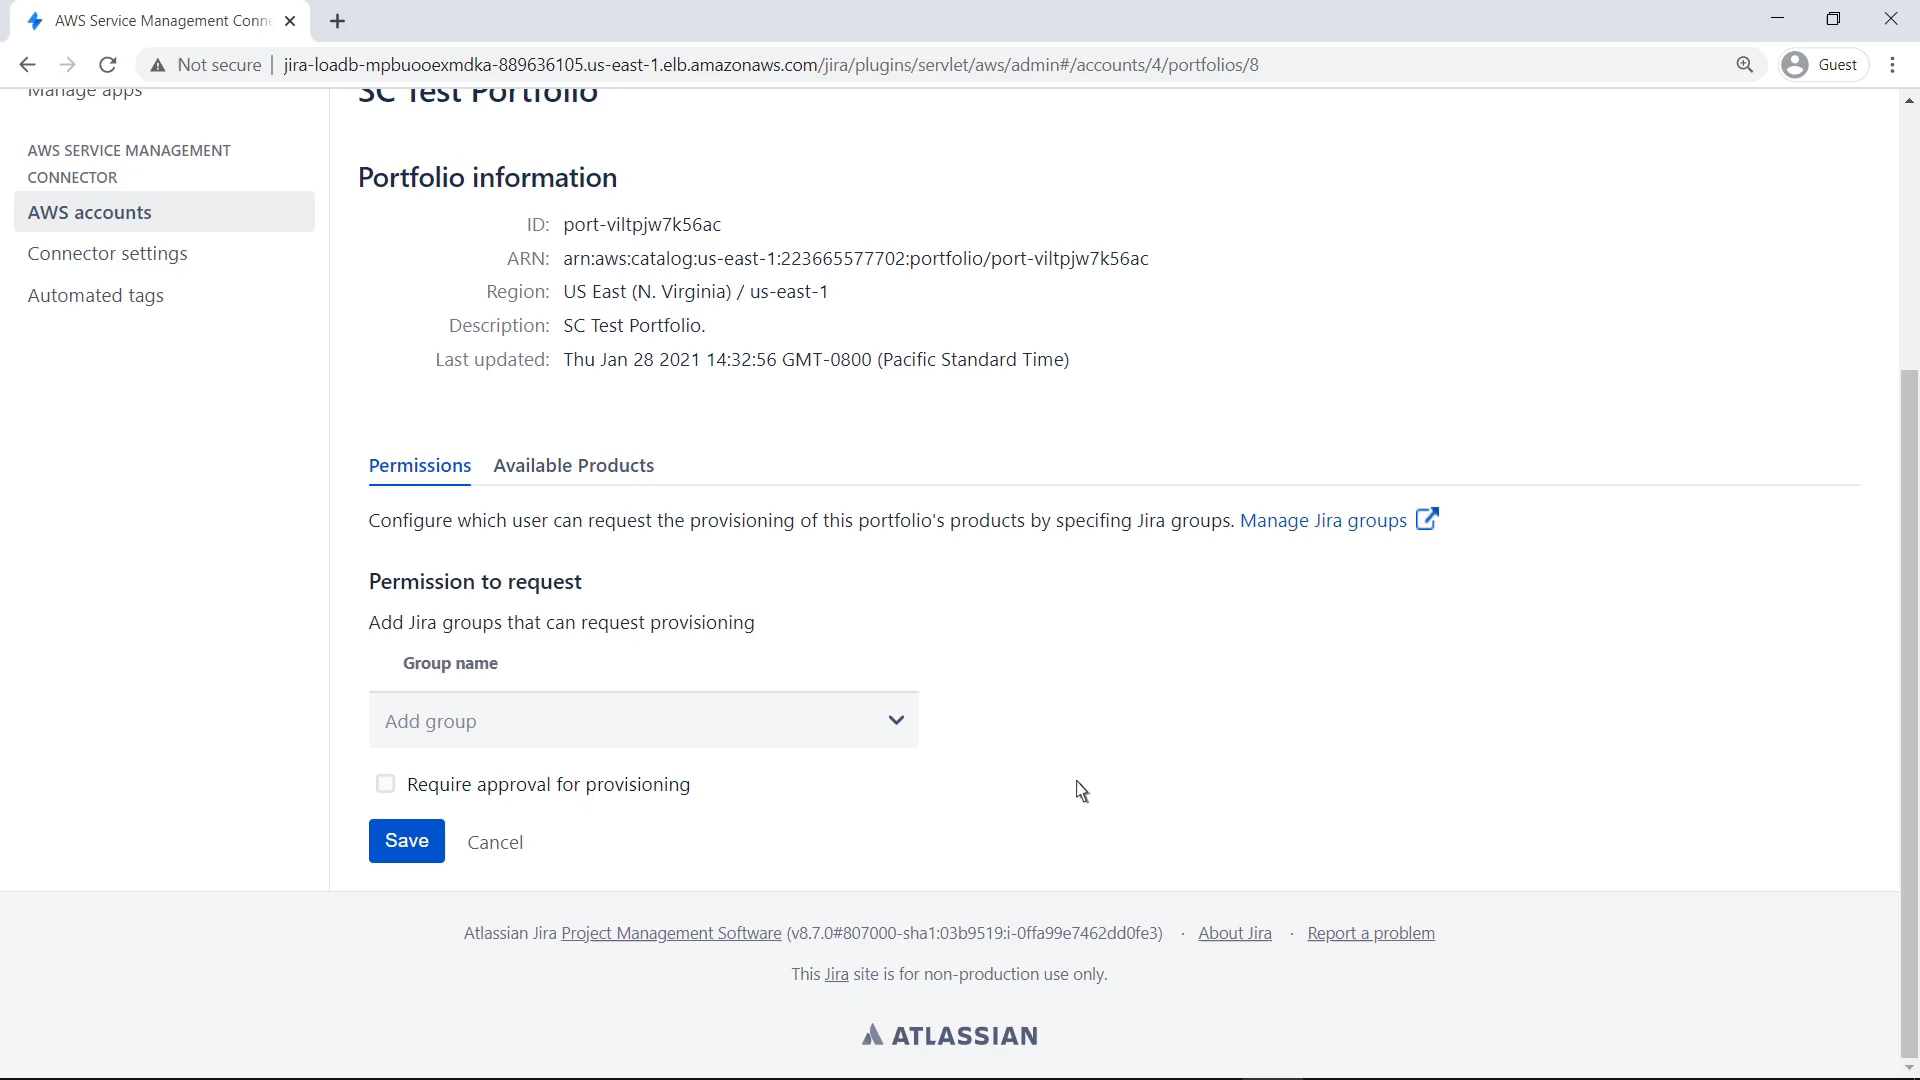 AWS Service Management Conn
Not secure
jira-loadb-mpbuooexmdka-889636105.us-east-1.elb.amazonaws.com/jira/plugins/servlet/aws/admin#/accounts/4/portfolios/8
Guest
Manage apps
SC Test Portfolio
AWS SERVICE MANAGEMENT
CONNECTOR
AWS accounts
Connector settings
Automated tags
Portfolio information
ID: port-viltpjw7k56ac
ARN: arn:aws:catalog:us-east-1:223665577702:portfolio/port-viltpjw7k56ac
Region: US East (N. Virginia) / us-east-1
Description: SC Test Portfolio.
Last updated: Thu Jan 28 2021 14:32:56 GMT-0800 (Pacific Standard Time)
Permissions Available Products
Configure which user can request the provisioning of this portfolio's products by specifing Jira groups. Manage Jira groups
Permission to request
Add Jira groups that can request provisioning
Group name
Add group
Require approval for provisioning
Save Cancel
Atlassian Jira Project Management Software (v8.7.0#807000-sha1:03b9519:i-0ffa99e7462dd0fe3) · About Jira · Report a problem
This Jira site is for non-production use only.
ATLASSIAN